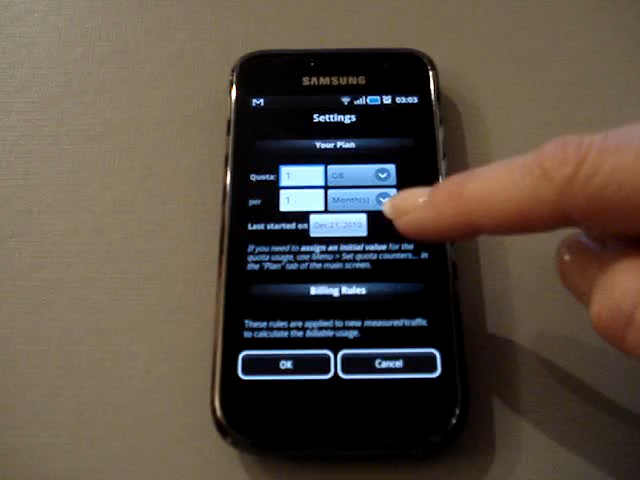 SAMSUNG
03:03
Settings
Your Plan
Quota: 1 GB
per 1 Month(s)
Last started on Dec 21, 2010
If you need to assign an initial value for the
quota usage, use Menu > Set quota counters... in
the "Plan" tab of the main screen.
Billing Rules
These rules are applied to new measured traffic
to calculate the billable usage.
OK Cancel